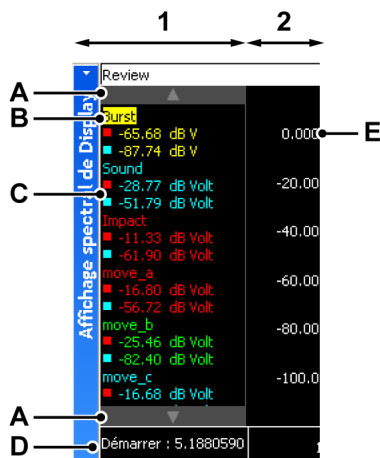 1 2
Review
A
B Burst
-65.68 dB V
-87.74 dB V
0.000 E
Sound
C -28.77 dB Volt
-51.79 dB Volt
-20.00
Impact
-11.33 dB Volt
-61.90 dB Volt
-40.00
move_a
-16.80 dB Volt
-56.72 dB Volt
-60.00
move_b
-25.46 dB Volt
-82.40 dB Volt
-80.00
move_c
-16.68 dB Volt
-100.0
A
D Démarrer : 5.1880590
Affichage spectral de Display